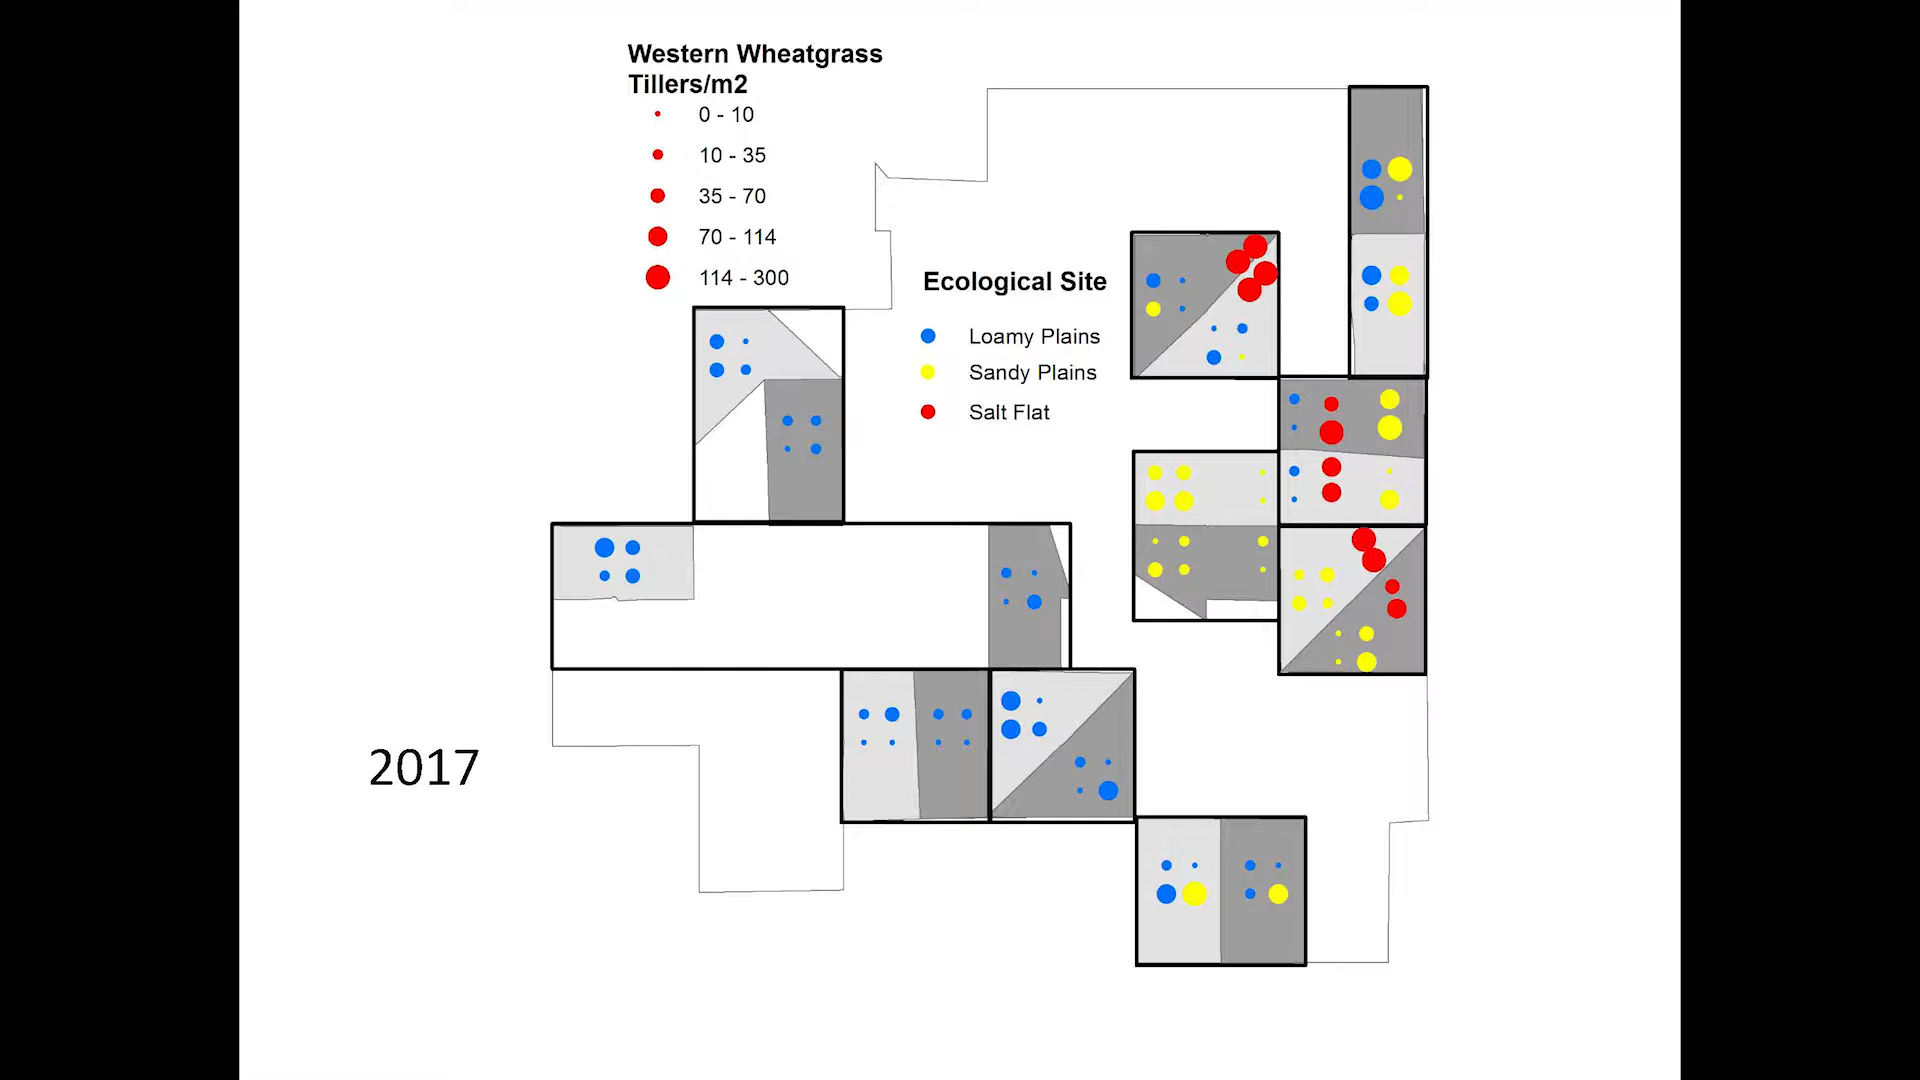 Western Wheatgrass
Tillers/m2
0 - 10
10 - 35
35 - 70
70 - 114
114 - 300
Ecological Site
Loamy Plains
Sandy Plains
Salt Flat
2017